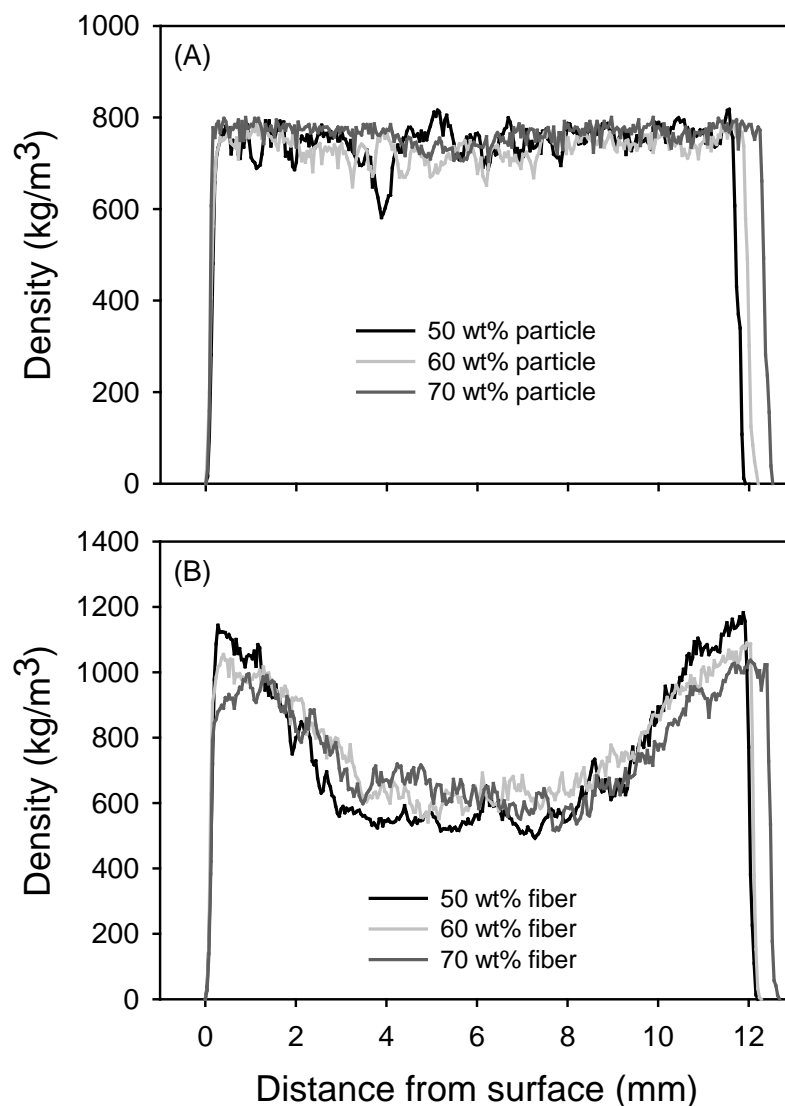 1000
(A)
800
600
400
200
0
Density (kg/m3)
50 wt% particle
60 wt% particle
70 wt% particle
1400
(B)
1200
1000
800
600
400
200
0
Density (kg/m3)
50 wt% fiber
60 wt% fiber
70 wt% fiber
0 2 4 6 8 10 12
Distance from surface (mm)